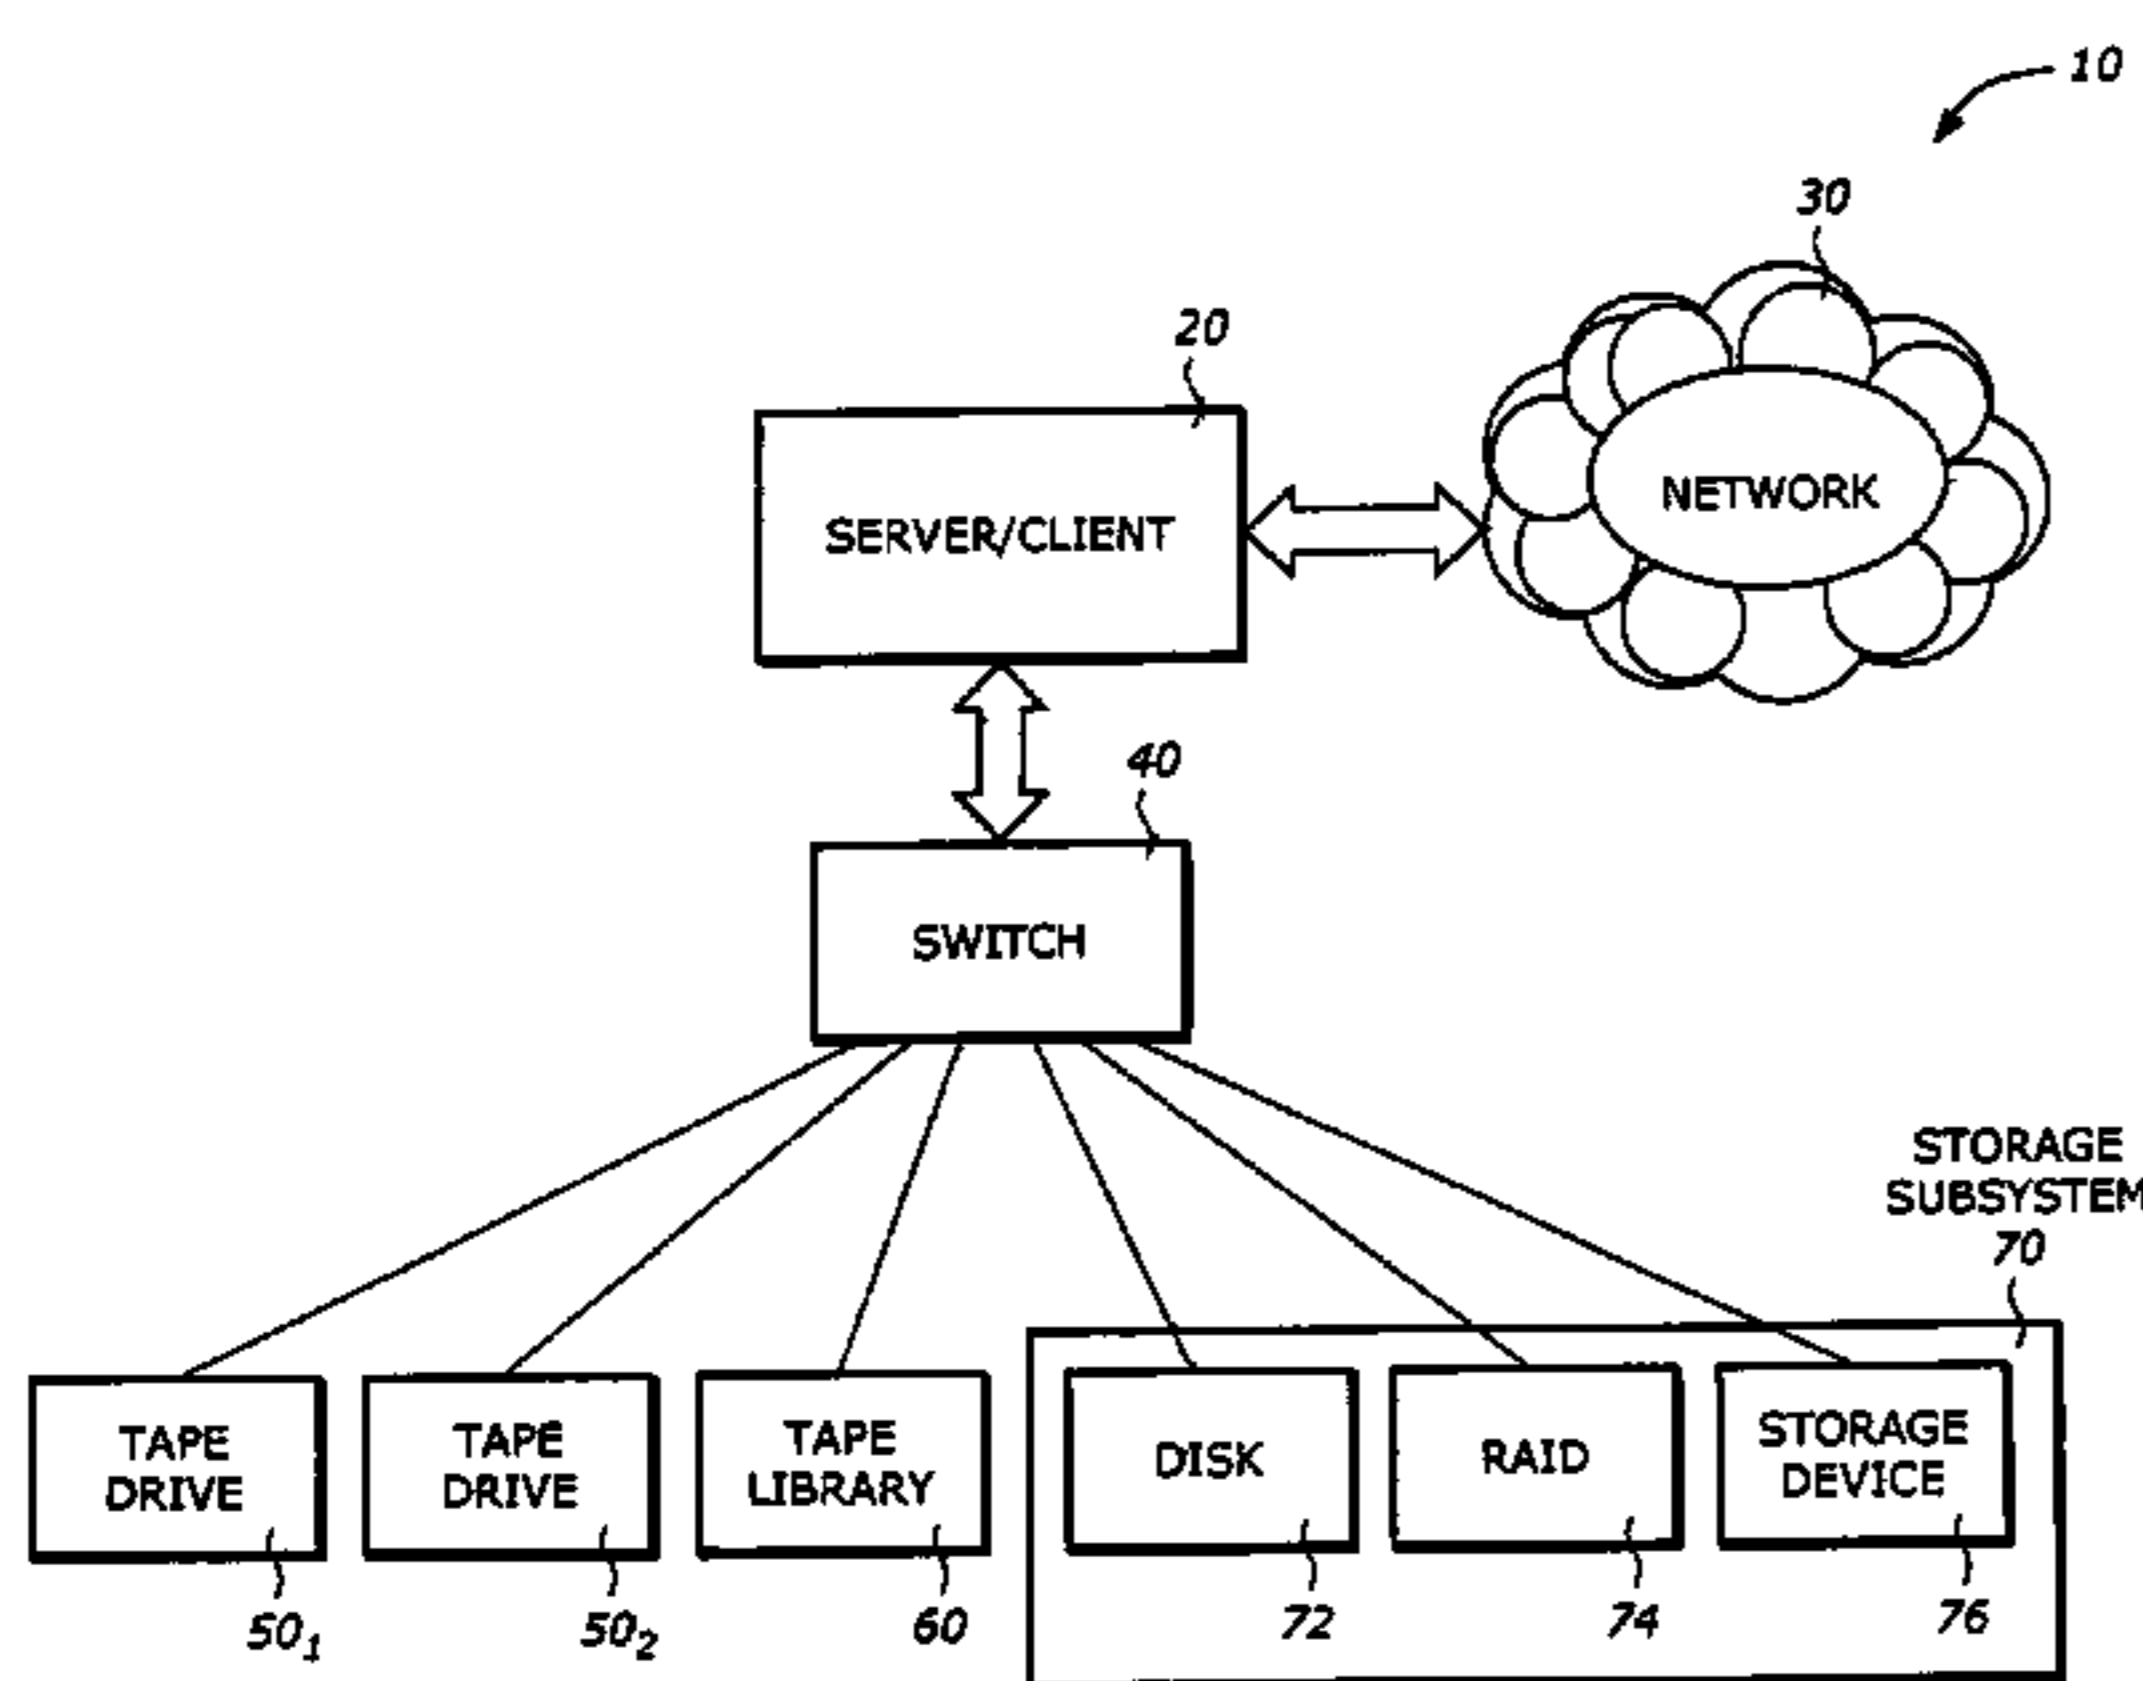 10
30
20
NETWORK
SERVER/CLIENT
40
SWITCH
STORAGE
SUBSYSTEM
70
TAPE
DRIVE
TAPE
DRIVE
TAPE
LIBRARY
DISK
RAID
STORAGE
DEVICE
50₁
50₂
60
72
74
76